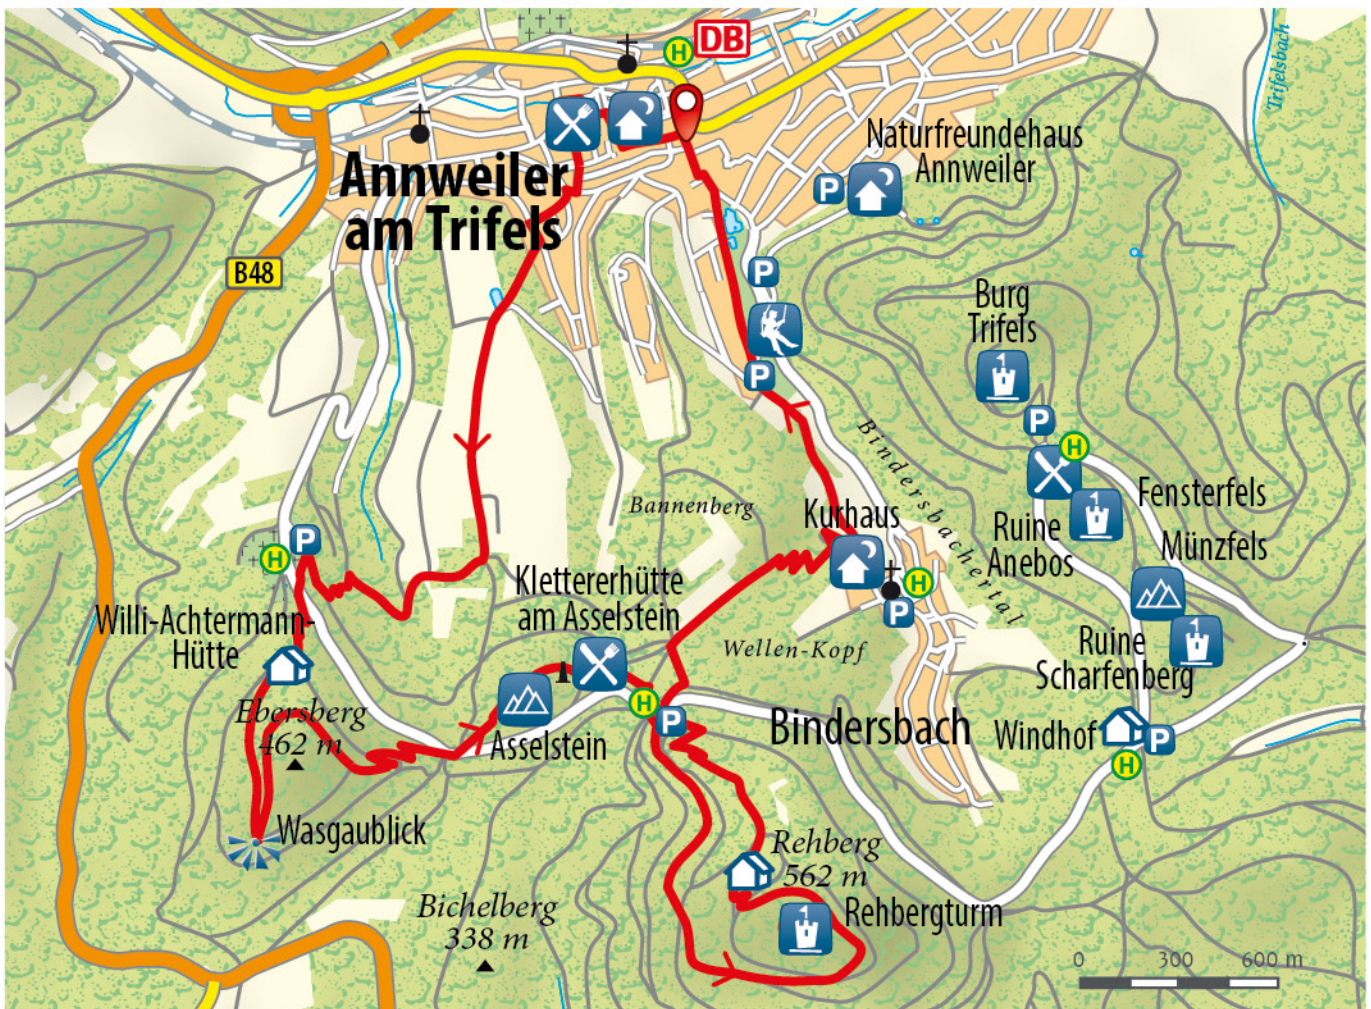 H
DB
Trifelsbach
Naturfreundehaus
Annweiler
P
Annweiler
am Trifels
B48
P
Burg
Trifels
P
P
H
Bindersbachertal
Fensterfels
Münzfels
Bannenberg
Kurhaus
Ruine
Anebos
P
H
Klettererhütte
am Asselstein
H
P
Willi-Achtermann-
Hütte
Wellen-Kopf
Ruine
Scharfenberg
Ebersberg
462 m
H
P
Asselstein
Bindersbach
Windhof
P
H
Wasgaublick
Rehberg
562 m
Bichelberg
338 m
Rehbergturm
0 300 600 m